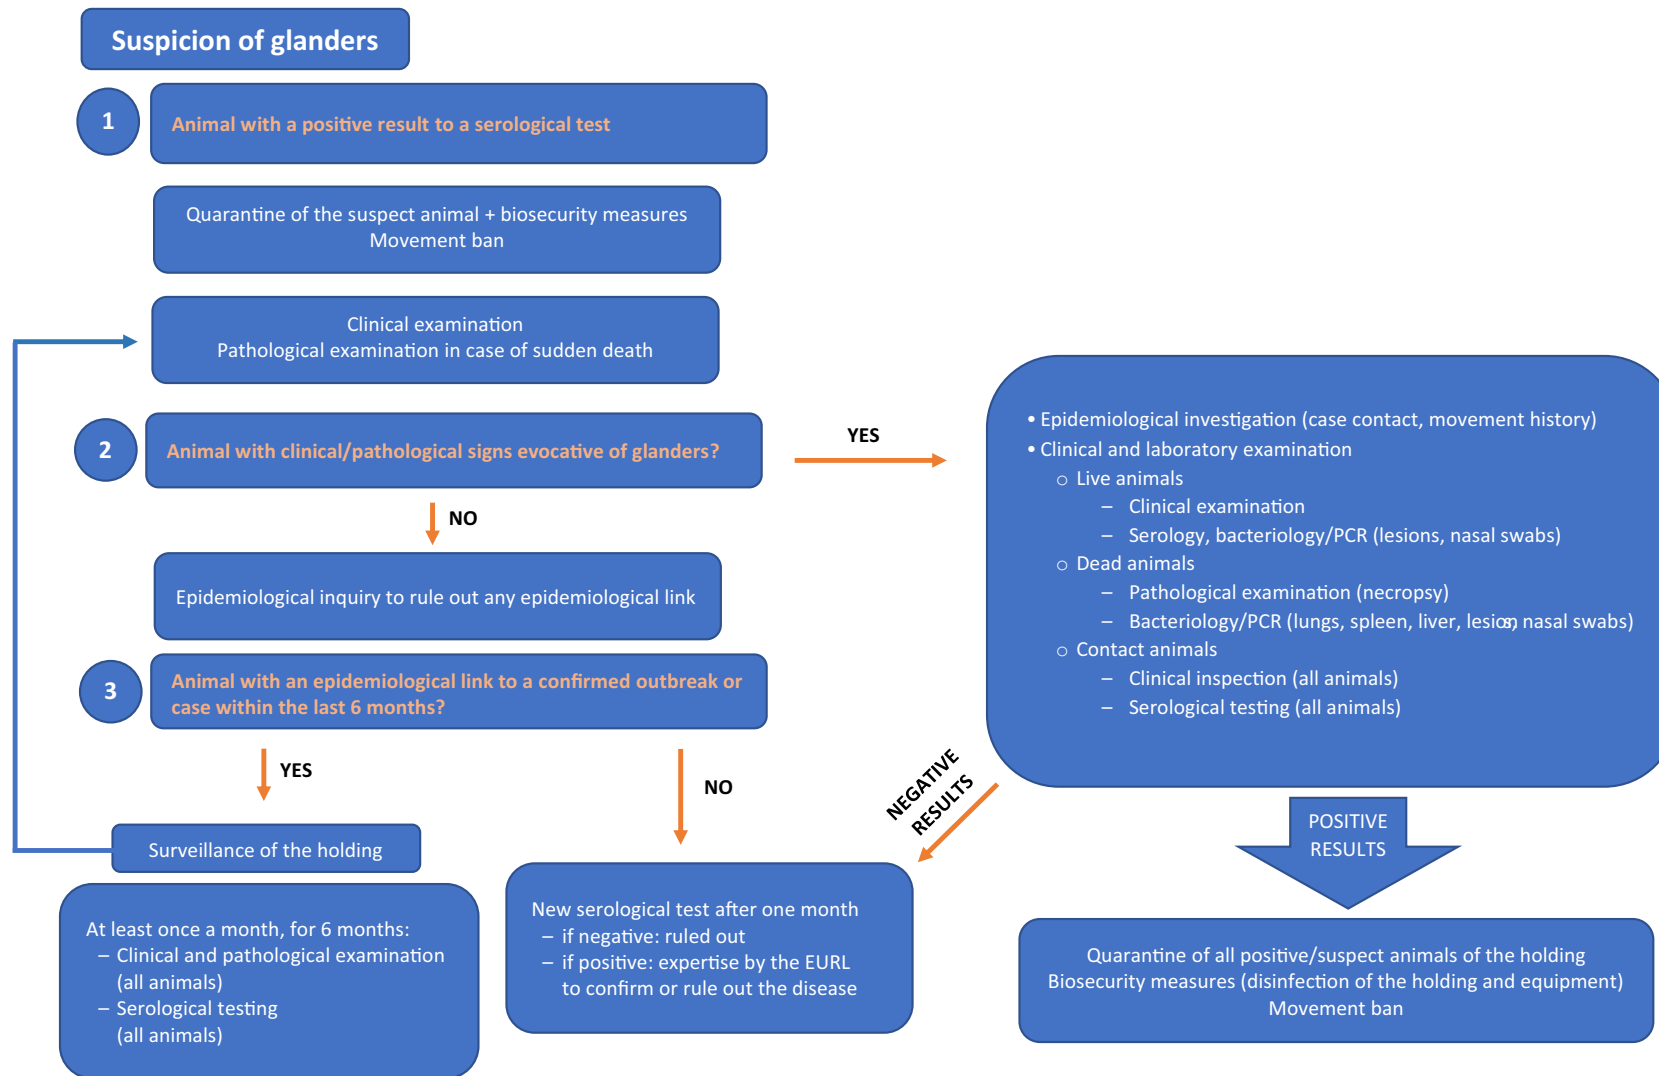 Suspicion of glanders
1
Animal with a positive result to a serological test
Quarantine of the suspect animal + biosecurity measures
Movement ban
Clinical examination
Pathological examination in case of sudden death
2
Animal with clinical/pathological signs evocative of glanders?
YES
NO
Epidemiological inquiry to rule out any epidemiological link
3
Animal with an epidemiological link to a confirmed outbreak or
case within the last 6 months?
YES
NO
Surveillance of the holding
At least once a month, for 6 months:
– Clinical and pathological examination
(all animals)
– Serological testing
(all animals)
New serological test after one month
– if negative: ruled out
– if positive: expertise by the EURL
to confirm or rule out the disease
• Epidemiological investigation (case contact, movement history)
• Clinical and laboratory examination
○ Live animals
– Clinical examination
– Serology, bacteriology/PCR (lesions, nasal swabs)
○ Dead animals
– Pathological examination (necropsy)
– Bacteriology/PCR (lungs, spleen, liver, lesions, nasal swabs)
○ Contact animals
– Clinical inspection (all animals)
– Serological testing (all animals)
NEGATIVE
RESULTS
POSITIVE
RESULTS
Quarantine of all positive/suspect animals of the holding
Biosecurity measures (disinfection of the holding and equipment)
Movement ban